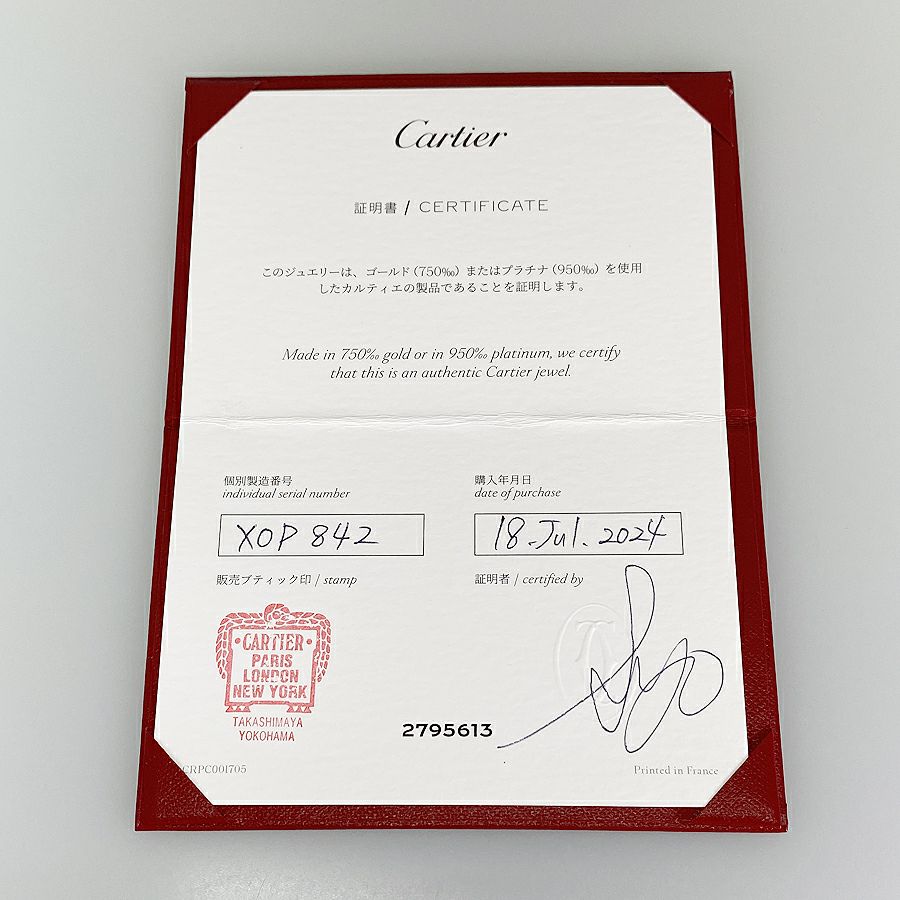 Cartier
証明書 / CERTIFICATE
このジュエリーは、ゴールド（750‰）またはプラチナ（950‰）を使用
したカルティエの製品であることを証明します。
Made in 750‰ gold or in 950‰ platinum, we certify
that this is an authentic Cartier jewel.
個別製造番号
individual serial number
XOP 842
購入年月日
date of purchase
18. Jul. 2024
販売ブティック印 / stamp
CARTIER
PARIS
LONDON
NEW YORK
TAKASHIMAYA
YOKOHAMA
証明者 / certified by
2795613
CRPC001705
Printed in France